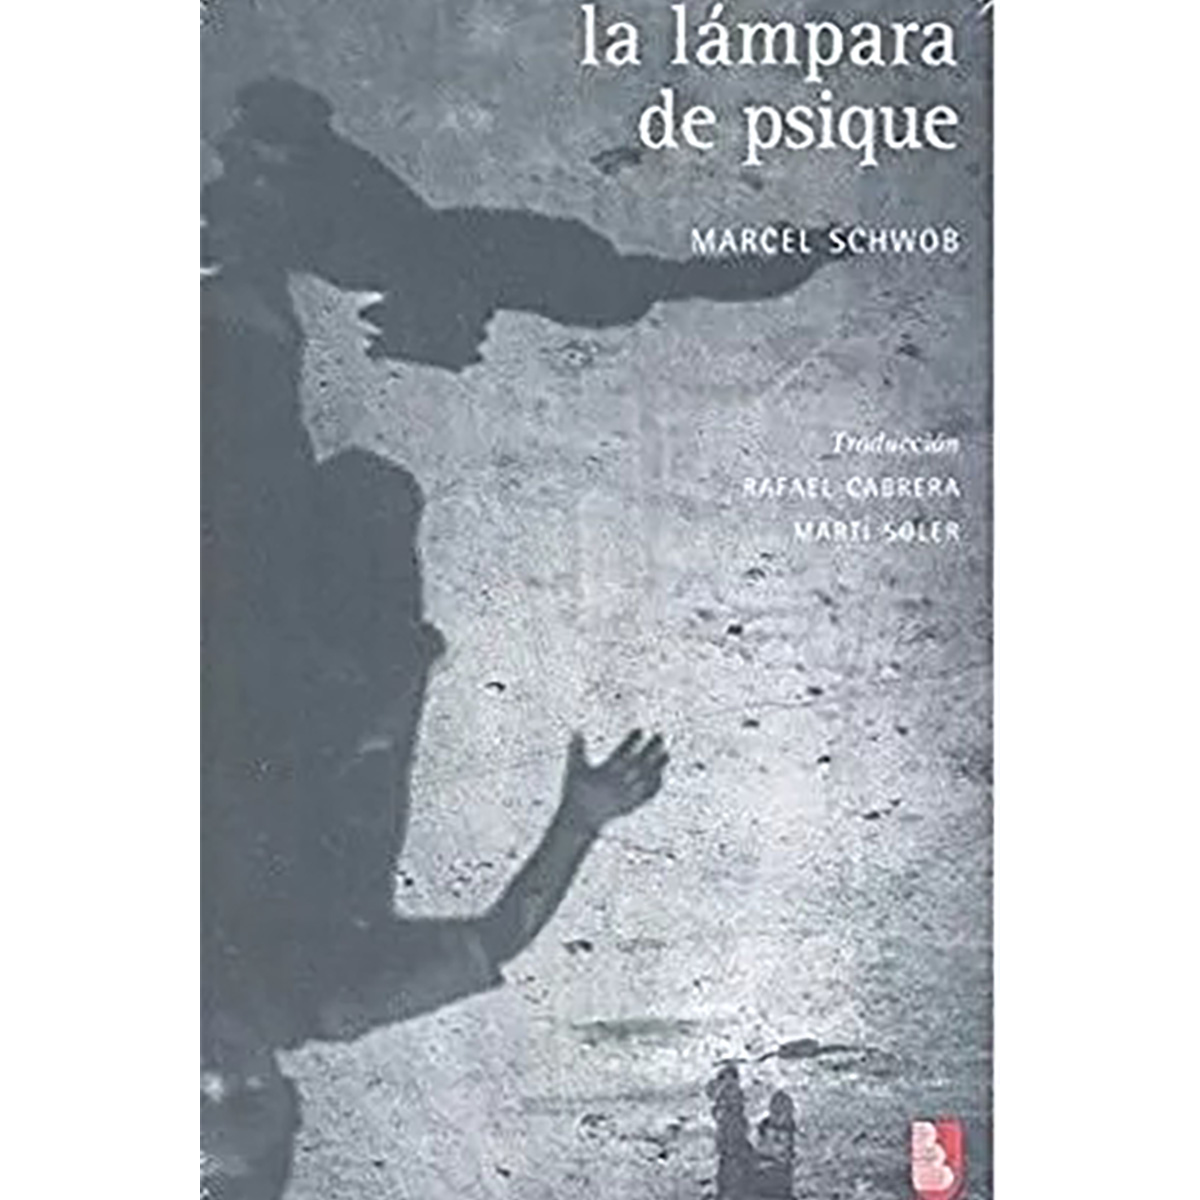 la lámpara
de psique
MARCEL SCHWOB
Traducción
RAFAEL CABRERA
MARTÍ SOLER